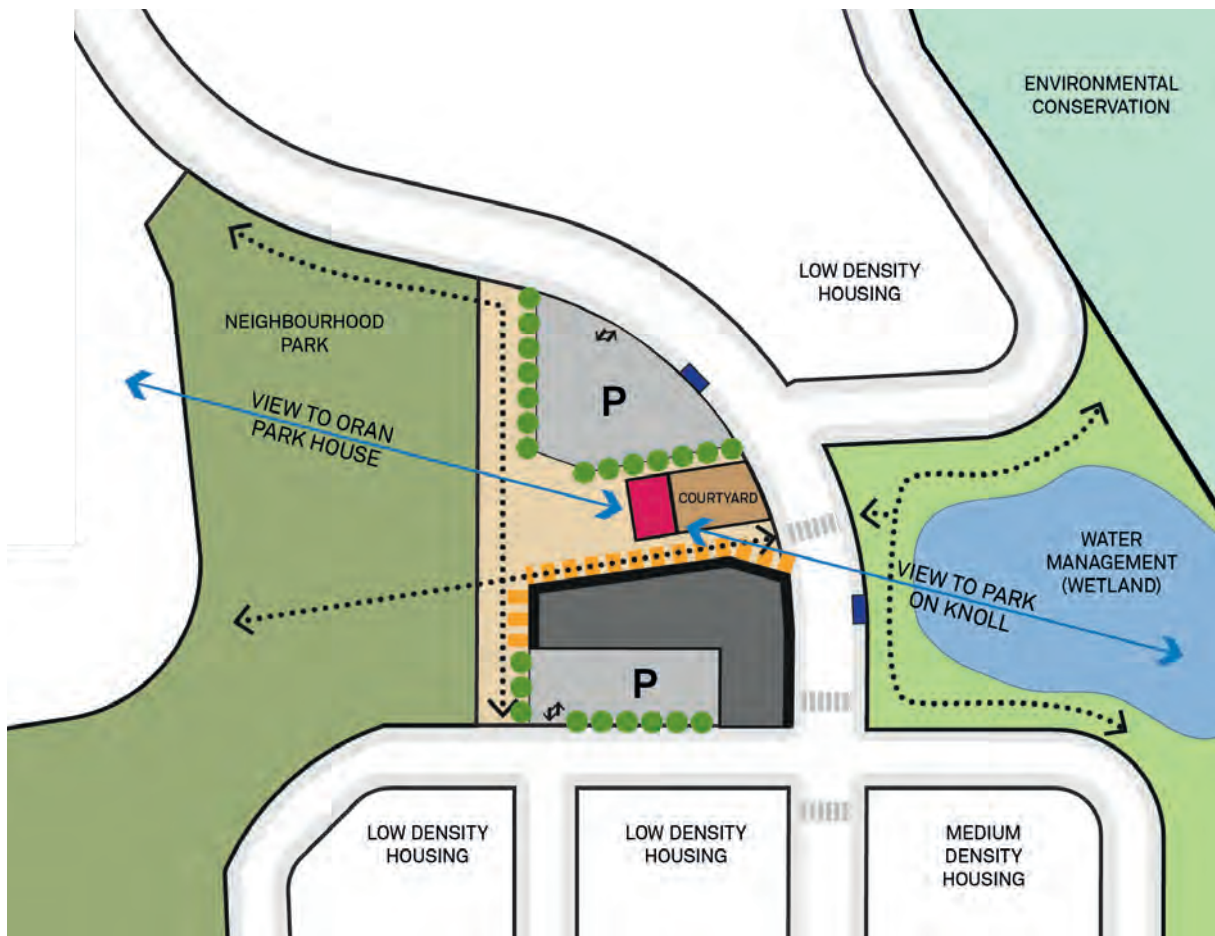 ENVIRONMENTAL
CONSERVATION
LOW DENSITY
HOUSING
NEIGHBOURHOOD
PARK
VIEW TO ORAN
PARK HOUSE
P
COURTYARD
WATER
MANAGEMENT
(WETLAND)
VIEW TO PARK
ON KNOLL
P
LOW DENSITY
HOUSING
LOW DENSITY
HOUSING
MEDIUM
DENSITY
HOUSING